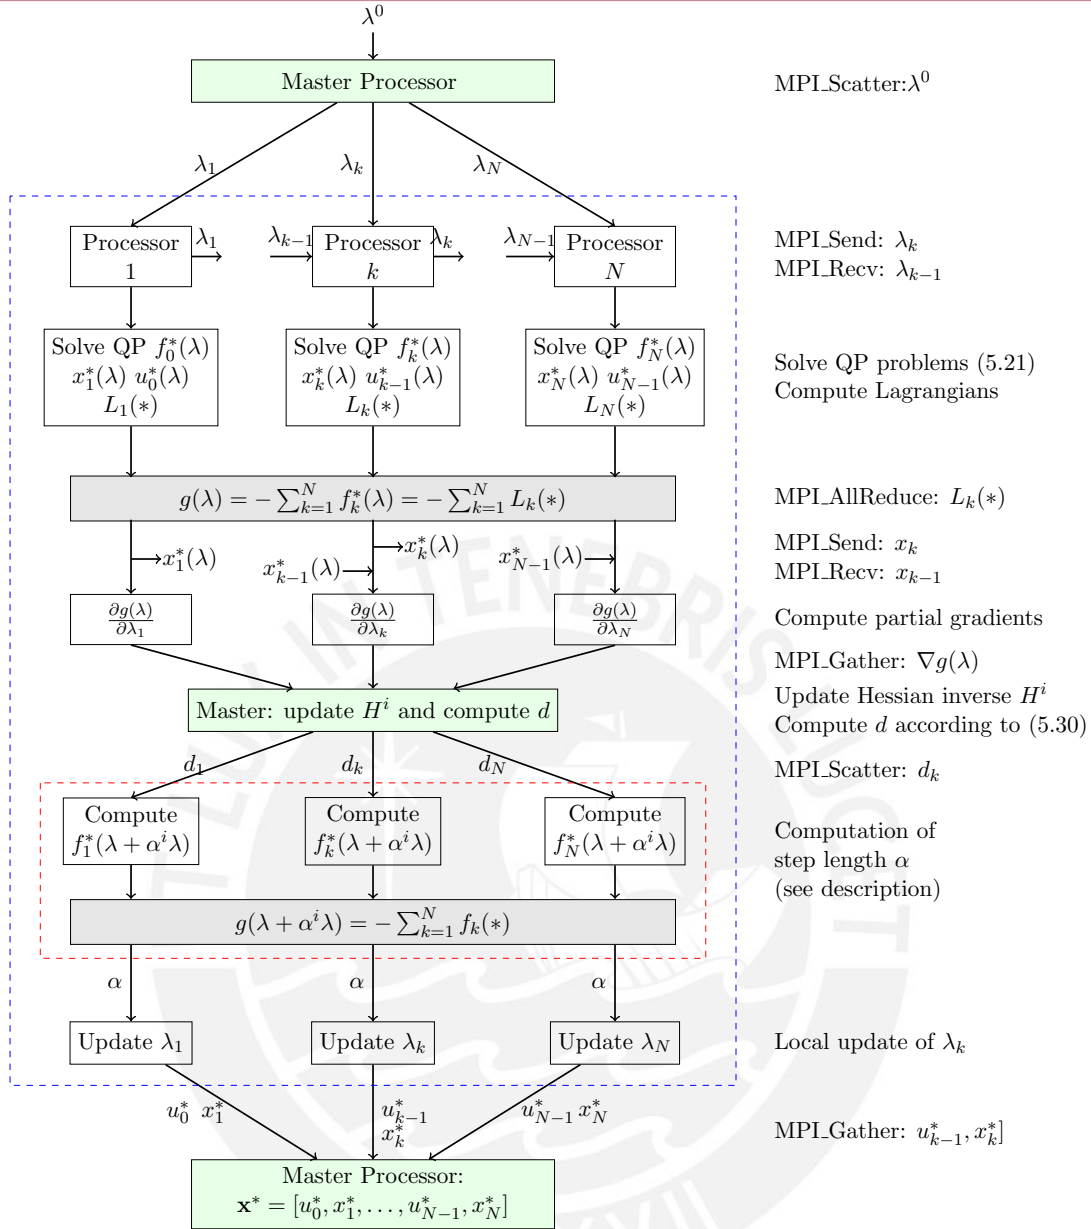 λ^0
Master Processor
MPI_Scatter:λ^0
λ_1
λ_k
λ_N
Processor
1
λ_1
λ_{k−1}
Processor
k
λ_k
λ_{N−1}
Processor
N
MPI_Send: λ_k
MPI_Recv: λ_{k−1}
Solve QP f_0^*(λ)
x_1^*(λ) u_0^*(λ)
L_1(*)
Solve QP f_k^*(λ)
x_k^*(λ) u_{k−1}^*(λ)
L_k(*)
Solve QP f_N^*(λ)
x_N^*(λ) u_{N−1}^*(λ)
L_N(*)
Solve QP problems (5.21)
Compute Lagrangians
g(λ) = − ∑_{k=1}^N f_k^*(λ) = − ∑_{k=1}^N L_k(*)
MPI_AllReduce: L_k(*)
x_1^*(λ)
x_{k−1}^*(λ)
x_k^*(λ)
x_{N−1}^*(λ)
MPI_Send: x_k
MPI_Recv: x_{k−1}
∂g(λ)/∂λ_1
∂g(λ)/∂λ_k
∂g(λ)/∂λ_N
Compute partial gradients
MPI_Gather: ∇g(λ)
Master: update H^i and compute d
Update Hessian inverse H^i
Compute d according to (5.30)
d_1
d_k
d_N
MPI_Scatter: d_k
Compute
f_1^*(λ + α^i λ)
Compute
f_k^*(λ + α^i λ)
Compute
f_N^*(λ + α^i λ)
Computation of
step length α
(see description)
g(λ + α^i λ) = − ∑_{k=1}^N f_k(*)
α
α
α
Update λ_1
Update λ_k
Update λ_N
Local update of λ_k
u_0^* x_1^*
u_{k−1}^*
x_k^*
u_{N−1}^* x_N^*
MPI_Gather: u_{k−1}^*, x_k^*]
Master Processor:
x^* = [u_0^*, x_1^*, . . . , u_{N−1}^*, x_N^*]
IN TENEBRIS LUCET